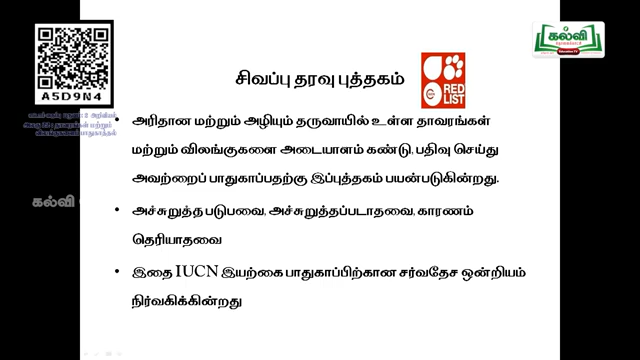 சிவப்பு தரவு புத்தகம்
RED
LIST
கல்வி
A5D9N4
அரிதான மற்றும் அழியும் தருவாயில் உள்ள தாவரங்கள்
மற்றும் விலங்குகளை அடையாளம் கண்டு, பதிவு செய்து
அவற்றைப் பாதுகாப்பதற்கு இப்புத்தகம் பயன்படுகின்றது.
அச்சுறுத்த படுபவை, அச்சுறுத்தப்படாதவை, காரணம்
தெரியாதவை
இதை IUCN இயற்கை பாதுகாப்பிற்கான சர்வதேச ஒன்றியம்
நிர்வகிக்கின்றது
கல்வி